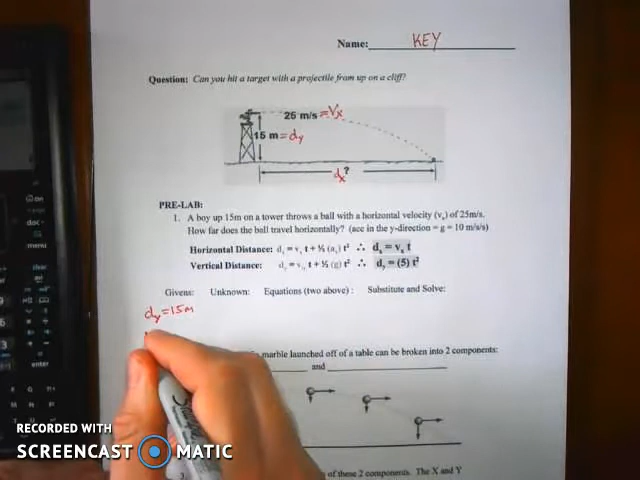 Name: KEY
Question: Can you hit a target with a projectile from up on a cliff?
25 m/s =Vx
15 m = dy
dx?
PRE-LAB:
1. A boy up 15m on a tower throws a ball with a horizontal velocity (vx) of 25m/s.
How far does the ball travel horizontally? (acc in the y-direction = g = 10 m/s/s)
Horizontal Distance: dx = vx t + ½ (ax) t² ∴ dx = vx t
Vertical Distance: t + ½ (g) t² ∴ dy = (5) t²
Givens: Unknown: Equations (two above) : Substitute and Solve:
dy = 15m
marble launched off of a table can be broken into 2 components:
and
of these 2 components. The X and Y
RECORDED WITH
SCREENCAST MATIC
doc
menu
enter